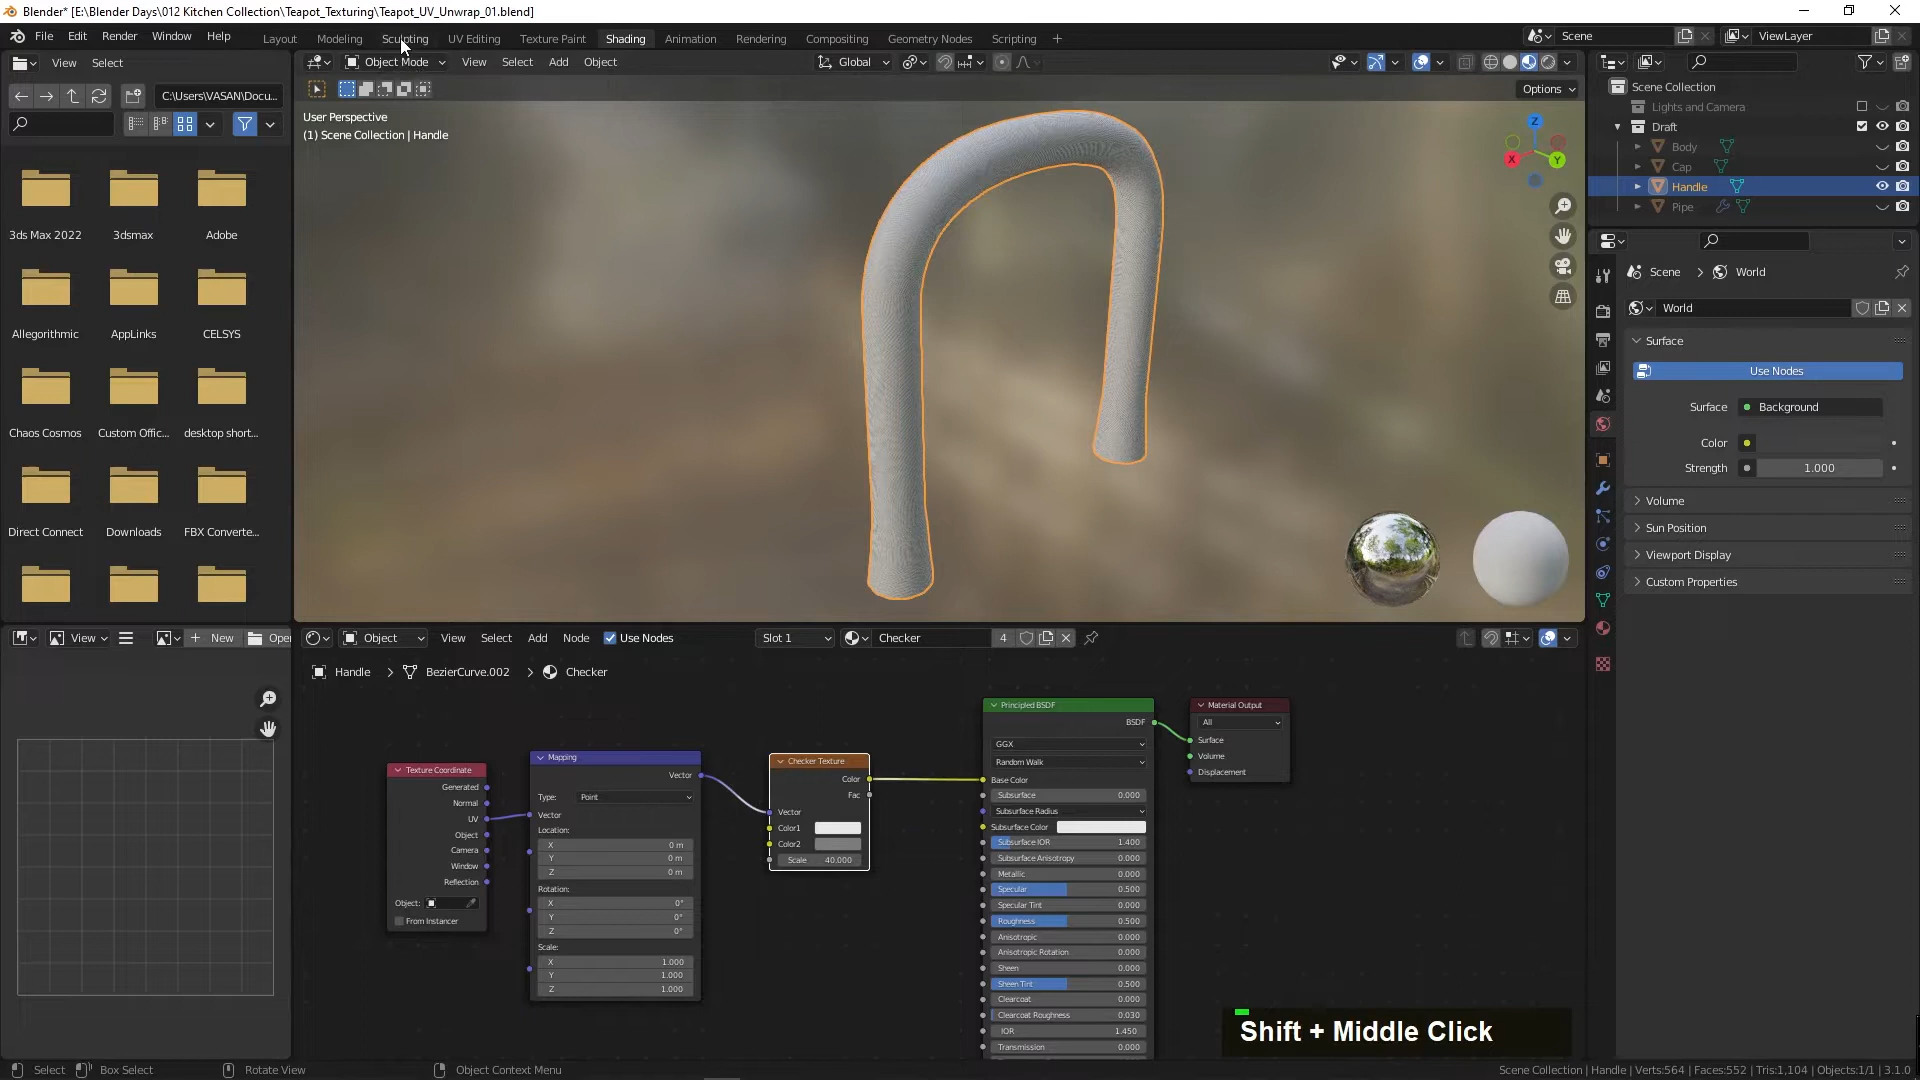 Blender* [E:\Blender Days\012 Kitchen Collection\Teapot_Texturing\Teapot_UV_Unwrap_01.blend]
File Edit Render Window Help Layout Modeling Sculpting UV Editing Texture Paint Shading Animation Rendering Compositing Geometry Nodes Scripting + Scene ViewLayer
View Select Object Mode View Select Add Object Global
C:\Users\VASAN\Docu... Options
User Perspective
(1) Scene Collection | Handle
Scene Collection
Lights and Camera
Draft
Body
Cap
Handle
Pipe
Z
X
Y
3ds Max 2022 3dsmax Adobe
Allegorithmic AppLinks CELSYS
Chaos Cosmos Custom Offic... desktop short...
Direct Connect Downloads FBX Converte...
Scene > World
World
Surface
Use Nodes
Surface Background
Color
Strength 1.000
Volume
Sun Position
Viewport Display
Custom Properties
View New Open
Object View Select Add Node Use Nodes Slot 1 Checker 4
Handle > BezierCurve.002 > Checker
Texture Coordinate
Generated
Normal
UV
Object
Camera
Window
Reflection
Object:
From Instancer
Mapping
Vector
Type: Point
Vector
Location:
X 0 m
Y 0 m
Z 0 m
Rotation:
X 0°
Y 0°
Z 0°
Scale:
X 1.000
Y 1.000
Z 1.000
Checker Texture
Color
Fac
Vector
Color1
Color2
Scale 40.000
Principled BSDF
BSDF
GGX
Random Walk
Base Color
Subsurface 0.000
Subsurface Radius
Subsurface Color
Subsurface IOR 1.400
Subsurface Anisotropy 0.000
Metallic 0.000
Specular 0.500
Specular Tint 0.000
Roughness 0.500
Anisotropic 0.000
Anisotropic Rotation 0.000
Sheen 0.000
Sheen Tint 0.500
Clearcoat 0.000
Clearcoat Roughness 0.030
IOR 1.450
Transmission 0.000
Material Output
All
Surface
Volume
Displacement
Shift + Middle Click
Select Box Select Rotate View Object Context Menu Scene Collection | Handle | Verts:564 | Faces:552 | Tris:1,104 | Objects:1/1 | 3.1.0